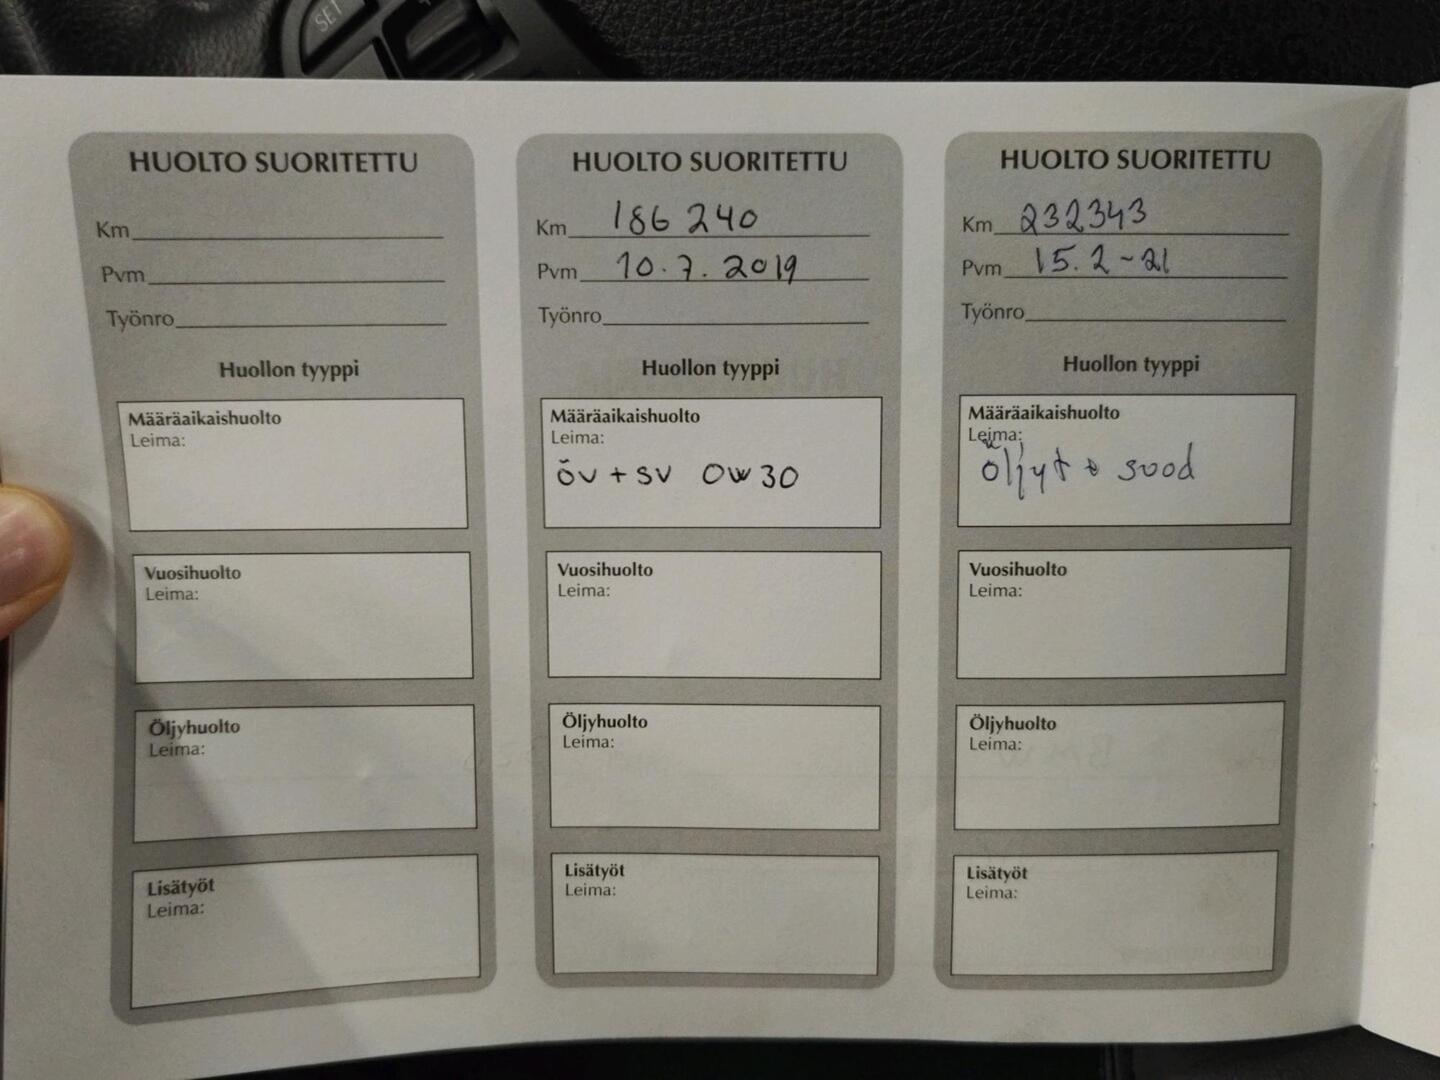 SET
HUOLTO SUORITETTU
Km
Pvm
Työnro
Huollon tyyppi
Määräaikaishuolto
Leima:
Vuosihuolto
Leima:
Öljyhuolto
Leima:
Lisätyöt
Leima:
HUOLTO SUORITETTU
Km 186 240
Pvm 10.7.2019
Työnro
Huollon tyyppi
Määräaikaishuolto
Leima:
öv + sv 0w30
Vuosihuolto
Leima:
Öljyhuolto
Leima:
Lisätyöt
Leima:
HUOLTO SUORITETTU
Km 232343
Pvm 15.2-21
Työnro
Huollon tyyppi
Määräaikaishuolto
Leima:
öljyt + suod
Vuosihuolto
Leima:
Öljyhuolto
Leima:
Lisätyöt
Leima: